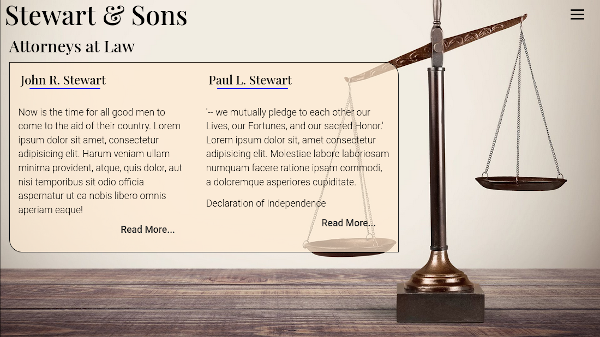 Stewart & Sons
Attorneys at Law
John R. Stewart
Now is the time for all good men to
come to the aid of their country. Lorem
ipsum dolor sit amet, consectetur
adipisicing elit. Harum veniam ullam
minima provident, atque, quis dolor, aut
nisi temporibus sit odio officia
aspernatur ut ea nobis libero omnis
aperiam eaque!
Read More...
Paul L. Stewart
'-- we mutually pledge to each other our
Lives, our Fortunes, and our sacred Honor.'
Lorem ipsum dolor sit, amet consectetur
adipisicing elit. Molestiae labore laboriosam
numquam facere ratione ipsam commodi,
a doloremque asperiores cupiditate.
Declaration of Independence
Read More...